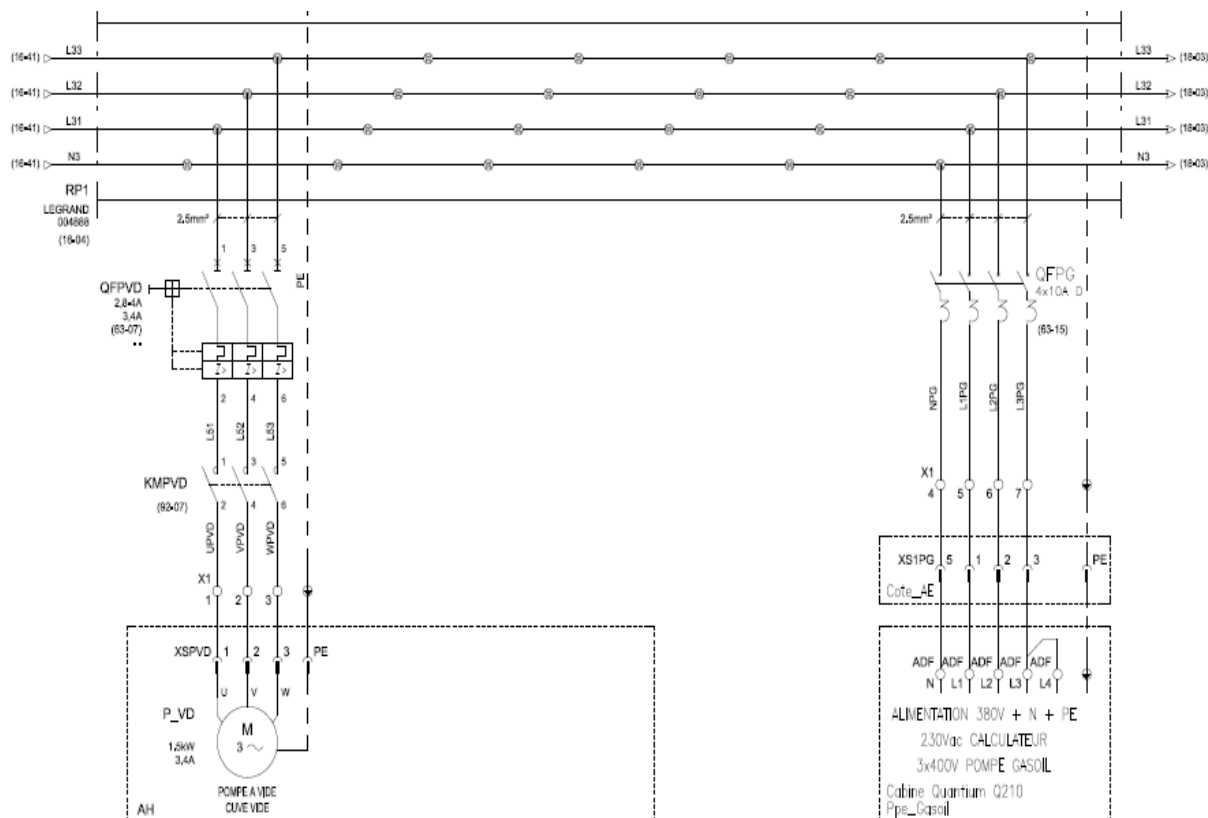 (16-41) L33 L33 (18-03)
(16-41) L32 L32 (18-03)
(16-41) L31 L31 (18-03)
(16-41) N3 N3 (18-03)
RP1
LEGRAND
004888
(16-04)
2.5mm²
2.5mm²
1 3 5
PE
QFPVD
2,8-4A
3,4A
(63-07)
I> I> I>
2 4 6
L51 L52 L53
1 3 5
KMPVD
(92-07)
2 4 6
UPVD VPVD WPVD
X1
1 2 3
XSPVD 1 2 3 PE
U V W
P_VD
1,5kW
3,4A
M
3 ~
POMPE A VIDE
CUVE VIDE
AH
QFPG
4x10A D
(63-15)
NPG L1PG L2PG L3PG
X1
4 5 6 7
XS1PG 5 1 2 3 PE
Cote_AE
ADF ADF ADF ADF ADF
N L1 L2 L3 L4
ALIMENTATION 380V + N + PE
230Vac CALCULATEUR
3x400V POMPE GASOIL
Cabine Quantium Q210
Ppe_Gasoil